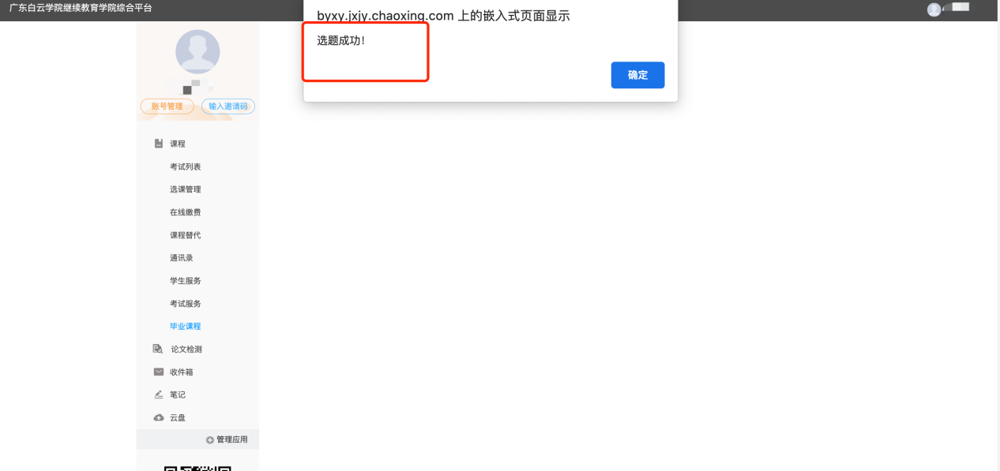 广东白云学院继续教育学院综合平台
byxy.jxjy.chaoxing.com 上的嵌入式页面显示
选题成功!
确定
账号管理
输入邀请码
课程
考试列表
选课管理
在线缴费
课程替代
通讯录
学生服务
考试服务
毕业课程
论文检测
收件箱
笔记
云盘
管理应用